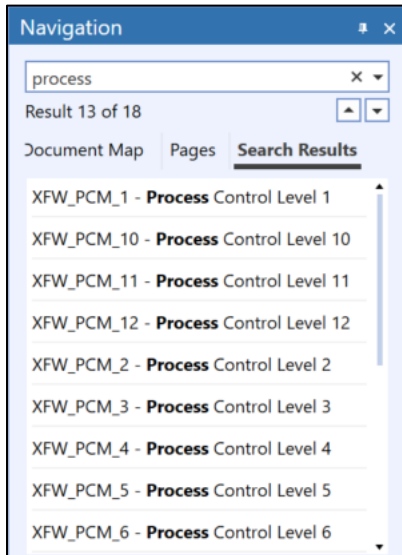 Navigation
process
Result 13 of 18
Document Map Pages Search Results
XFW_PCM_1 - Process Control Level 1
XFW_PCM_10 - Process Control Level 10
XFW_PCM_11 - Process Control Level 11
XFW_PCM_12 - Process Control Level 12
XFW_PCM_2 - Process Control Level 2
XFW_PCM_3 - Process Control Level 3
XFW_PCM_4 - Process Control Level 4
XFW_PCM_5 - Process Control Level 5
XFW_PCM_6 - Process Control Level 6